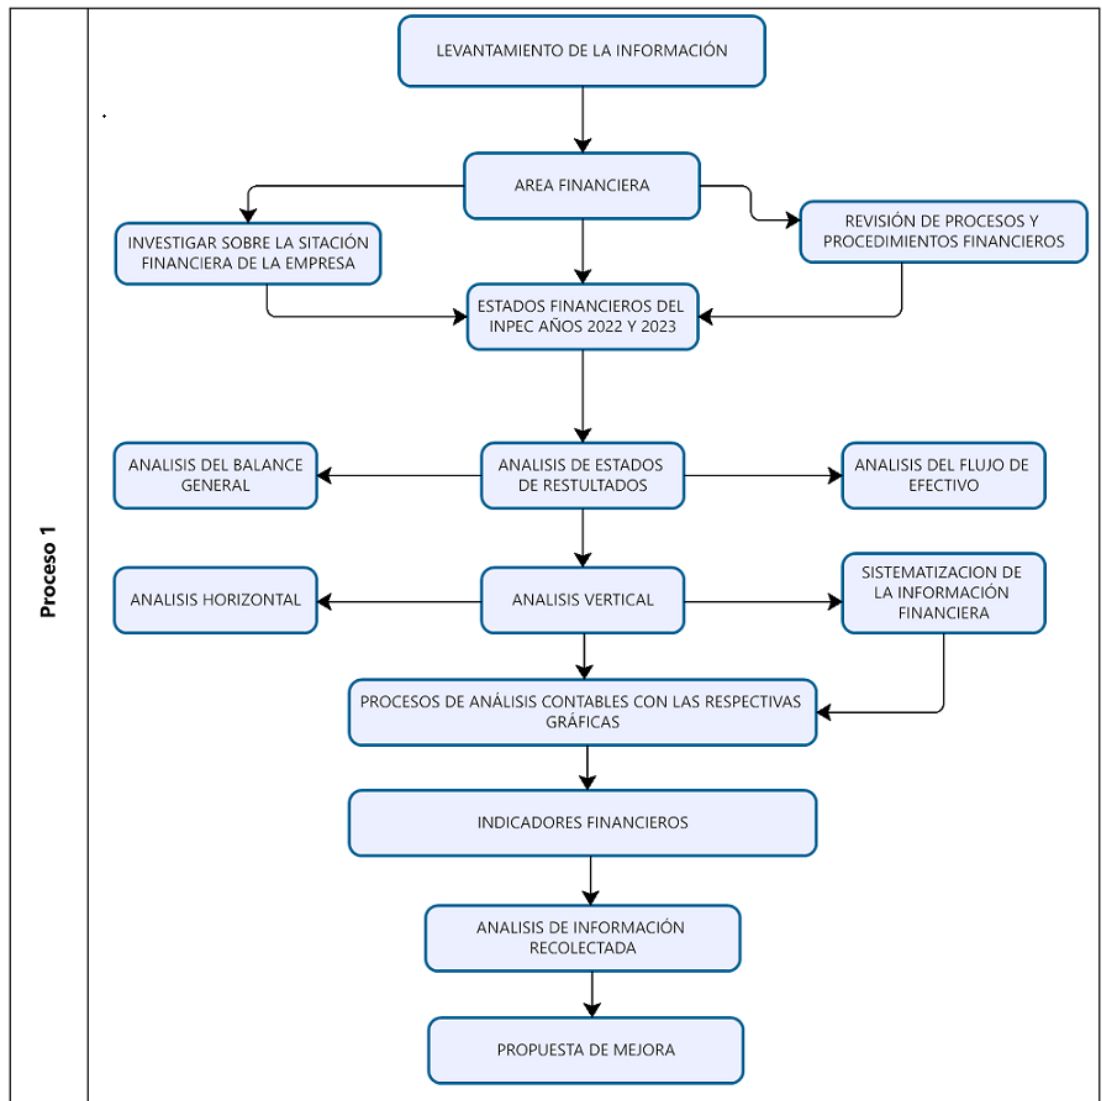 Proceso 1
LEVANTAMIENTO DE LA INFORMACIÓN
AREA FINANCIERA
INVESTIGAR SOBRE LA SITACIÓN
FINANCIERA DE LA EMPRESA
REVISIÓN DE PROCESOS Y
PROCEDIMIENTOS FINANCIEROS
ESTADOS FINANCIEROS DEL
INPEC AÑOS 2022 Y 2023
ANALISIS DEL BALANCE
GENERAL
ANALISIS DE ESTADOS
DE RESTULTADOS
ANALISIS DEL FLUJO DE
EFECTIVO
ANALISIS HORIZONTAL
ANALISIS VERTICAL
SISTEMATIZACION DE
LA INFORMACIÓN
FINANCIERA
PROCESOS DE ANÁLISIS CONTABLES CON LAS RESPECTIVAS
GRÁFICAS
INDICADORES FINANCIEROS
ANALISIS DE INFORMACIÓN
RECOLECTADA
PROPUESTA DE MEJORA